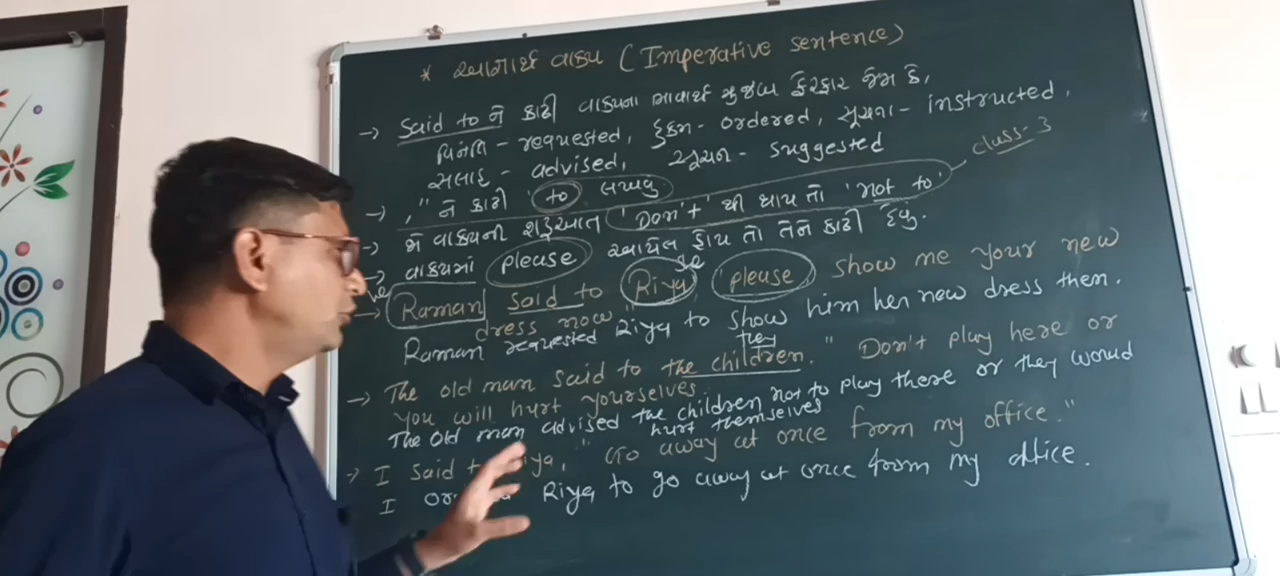 * આજ્ઞાર્થ વાક્ય (Imperative sentence)
→ Said to ને કાઢી વાક્યના ભાવાર્થ મુજબ ફેરફાર જેમ કે,
વિનંતિ - requested, હુકમ - ordered, સૂચના - instructed,
સલાહ - advised, સૂચન - suggested
→ , " ને કાઢી to લગાવવુ
→ જો વાક્યની શરૂઆત 'Don't' થી થાય તો 'not to' class-3
→ વાક્યમાં please આપેલ હોય તો તેને કાઢી દેવુ.
→ Raman said to Riya please show me your new
dress now"
Raman requested Riya to show him her new dress then.
→ The old man said to the children. " Don't play here or
they
you will hurt yourselves.
The old man advised the children not to play there or they would
hurt themselves
→ I said Riya, " Go away at once from my office."
I Riya to go away at once from my office.